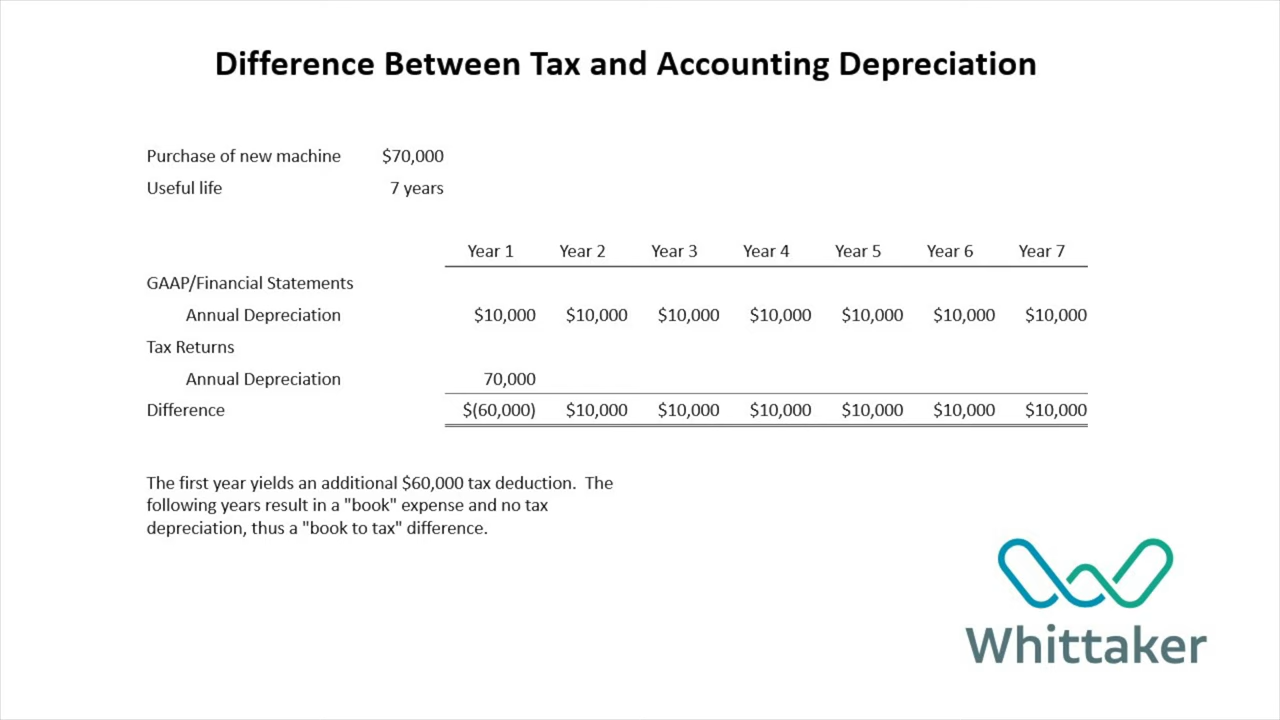 Difference Between Tax and Accounting Depreciation
Purchase of new machine $70,000
Useful life 7 years
Year 1 Year 2 Year 3 Year 4 Year 5 Year 6 Year 7
GAAP/Financial Statements
Annual Depreciation $10,000 $10,000 $10,000 $10,000 $10,000 $10,000 $10,000
Tax Returns
Annual Depreciation 70,000
Difference $(60,000) $10,000 $10,000 $10,000 $10,000 $10,000 $10,000
The first year yields an additional $60,000 tax deduction. The
following years result in a "book" expense and no tax
depreciation, thus a "book to tax" difference.
Whittaker